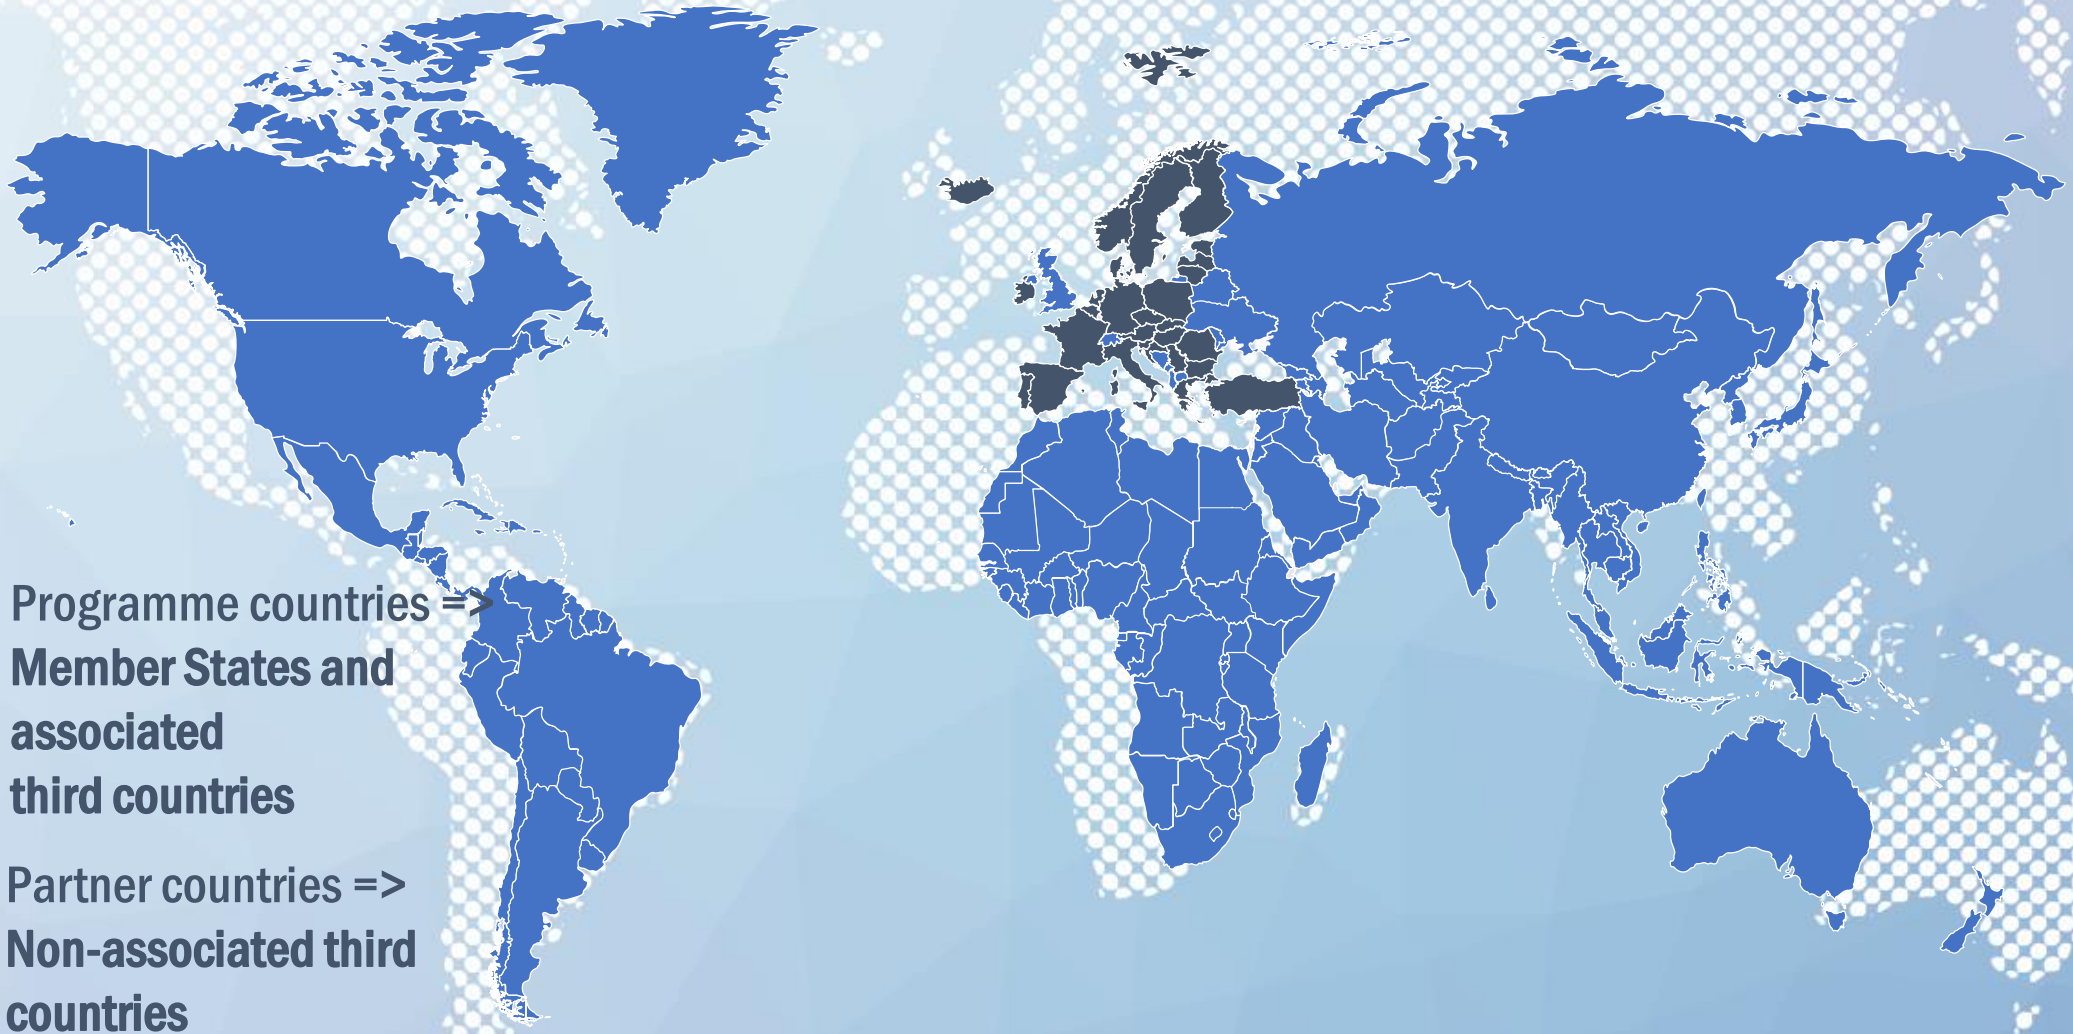 Programme countries =>
Member States and
associated
third countries
Partner countries =>
Non-associated third
countries